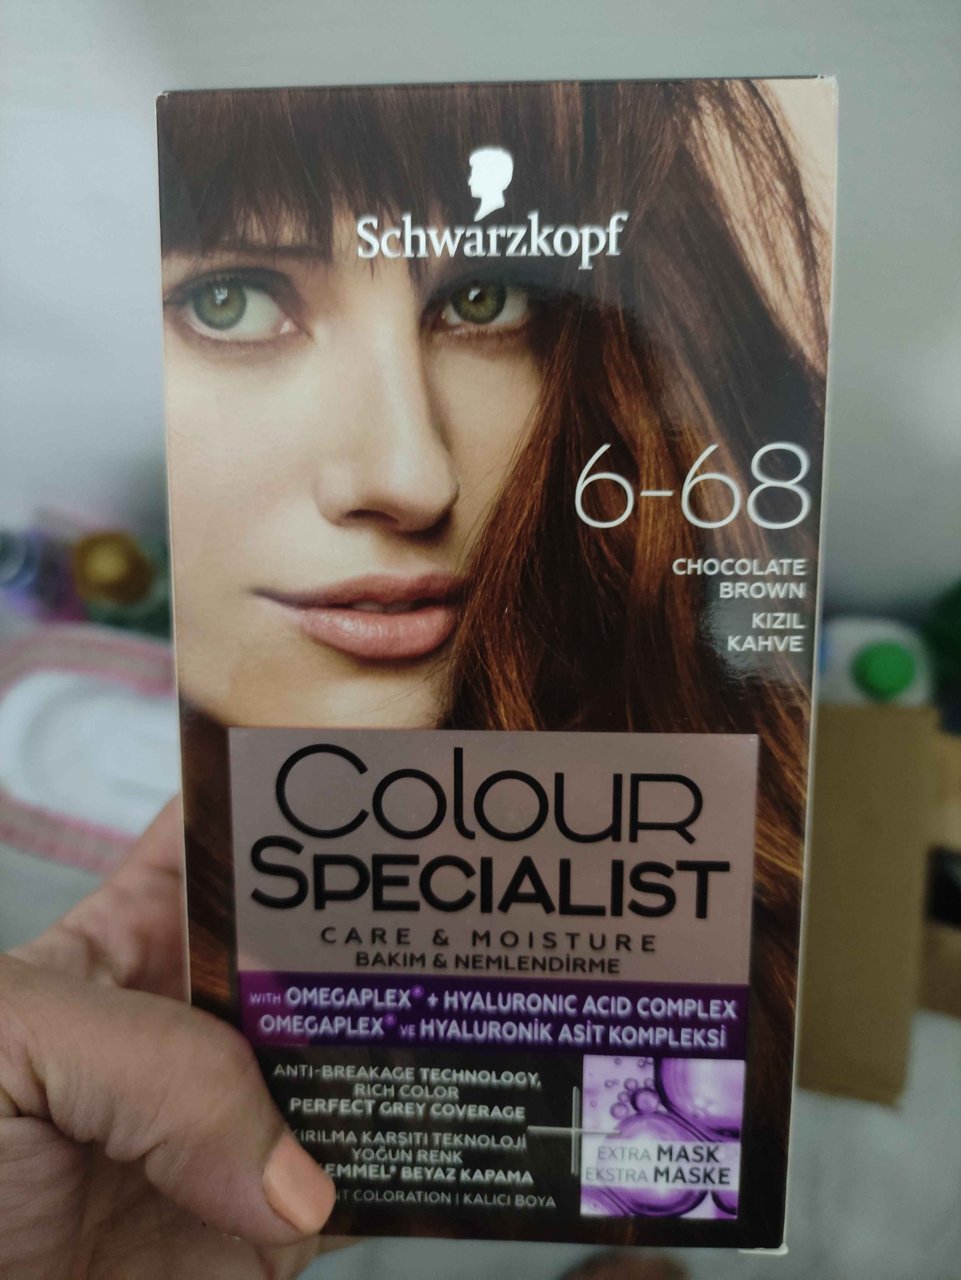 Schwarzkopf
6-68
CHOCOLATE
BROWN
KIZIL
KAHVE
Colour
SPECIALIST
CARE & MOISTURE
BAKIM & NEMLENDİRME
WITH OMEGAPLEX® + HYALURONIC ACID COMPLEX
OMEGAPLEX® VE HYALURONİK ASİT KOMPLEKSİ
ANTI-BREAKAGE TECHNOLOGY,
RICH COLOR
PERFECT GREY COVERAGE
KARŞITI TEKNOLOJİ
YOĞUN RENK
BEYAZ KAPAMA
COLORATION | KALICI BOYA
EXTRA MASK
EKSTRA MASKE